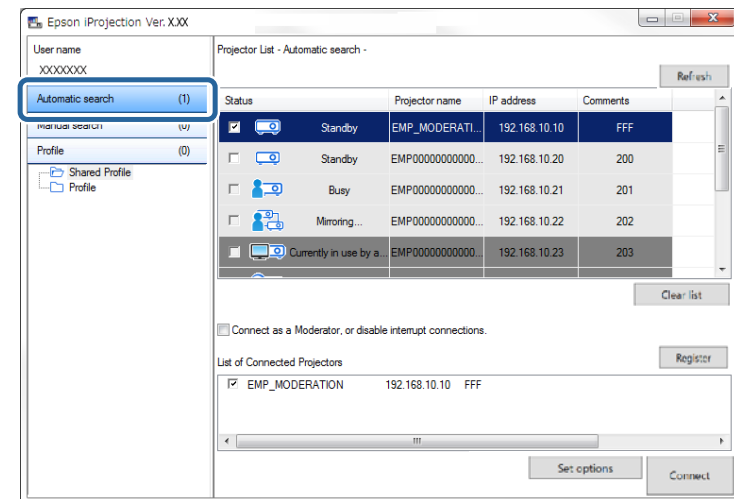 Epson iProjection Ver. X.XX
User name
XXXXXXX
Automatic search (1)
Manual search (0)
Profile (0)
Shared Profile
Profile
Projector List - Automatic search -
Refresh
Status Projector name IP address Comments
Standby EMP_MODERATI... 192.168.10.10 FFF
Standby EMP00000000000... 192.168.10.20 200
Busy EMP00000000000... 192.168.10.21 201
Mirroring... EMP00000000000... 192.168.10.22 202
Currently in use by a... EMP00000000000... 192.168.10.23 203
Clear list
Connect as a Moderator, or disable interrupt connections.
List of Connected Projectors
Register
EMP_MODERATION 192.168.10.10 FFF
Set options
Connect